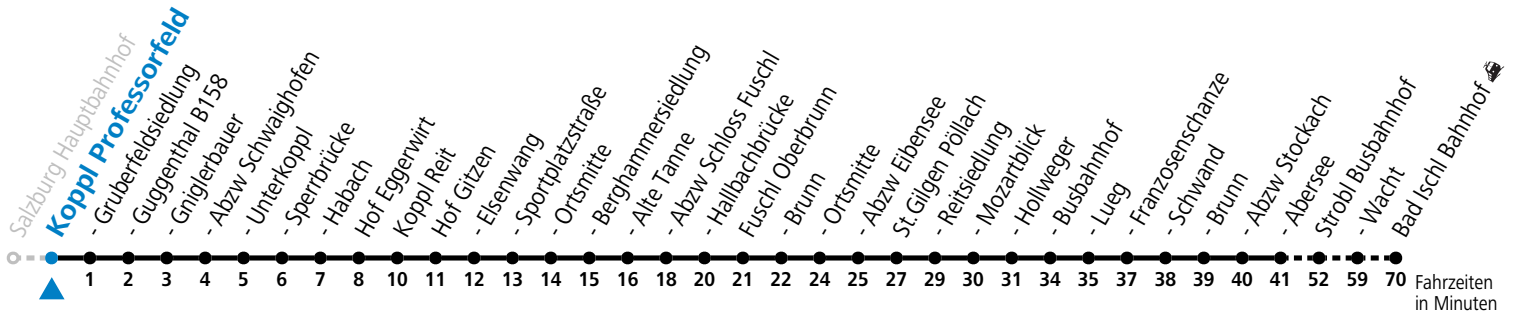 Salzburg Hauptbahnhof
Koppl Professorfeld
- Gruberfeldsiedlung
- Guggenthal B158
- Gniglerbauer
- Abzw Schwaighofen
- Unterkoppl
- Sperrbrücke
- Habach
Hof Eggerwirt
Koppl Reit
Hof Gitzen
- Elsenwang
- Sportplatzstraße
- Ortsmitte
- Berghammersiedlung
- Alte Tanne
- Abzw Schloss Fuschl
- Hallbachbrücke
Fuschl Oberbrunn
- Brunn
- Ortsmitte
- Abzw Eibensee
St.Gilgen Pöllach
- Reitsiedlung
- Mozartblick
- Hollweger
- Busbahnhof
- Lueg
- Franzosenschanze
- Schwand
- Brunn
- Abzw Stockach
- Abersee
Strobl Busbahnhof
- Wacht
Bad Ischl Bahnhof
1 2 3 4 5 6 7 8 10 11 12 13 14 15 16 18 20 21 22 24 25 27 29 30 31 34 35 37 38 39 40 41 52 59 70 Fahrzeiten
in Minuten